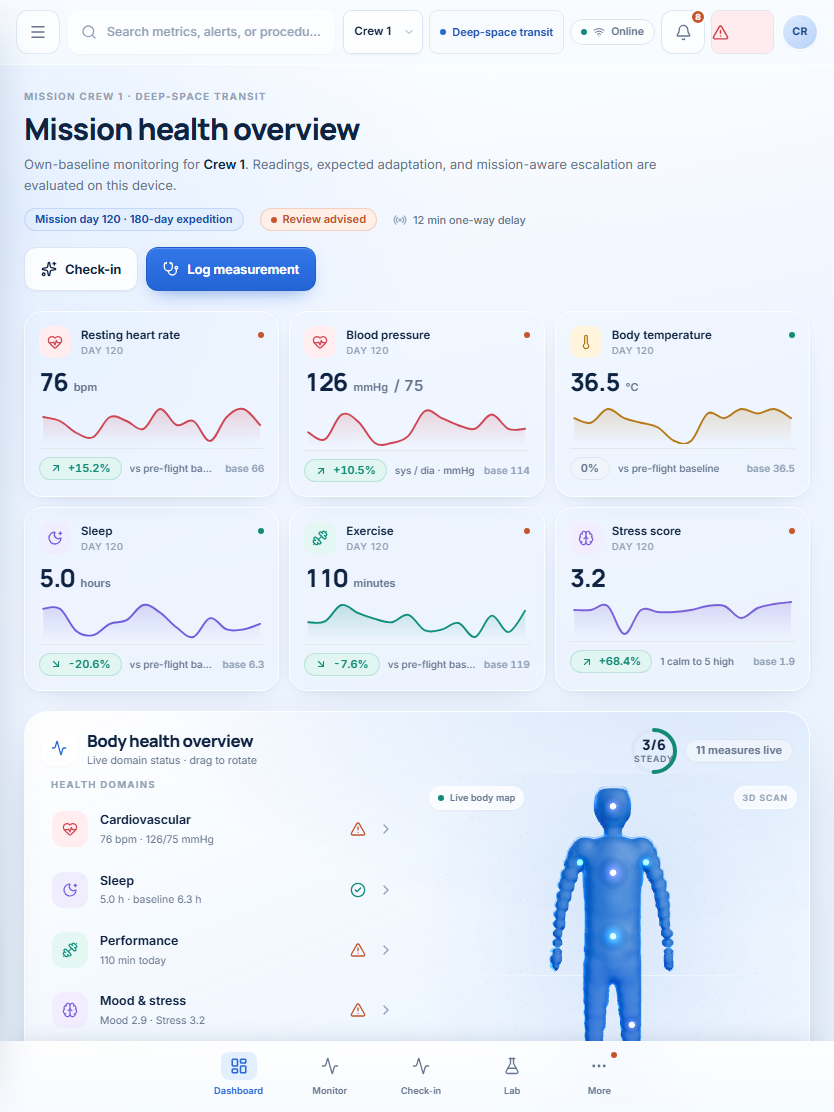 Search metrics, alerts, or procedu...
Crew 1
Deep-space transit
Online
8
CR
MISSION CREW 1 · DEEP-SPACE TRANSIT
Mission health overview
Own-baseline monitoring for Crew 1. Readings, expected adaptation, and mission-aware escalation are
evaluated on this device.
Mission day 120 · 180-day expedition
Review advised
12 min one-way delay
Check-in
Log measurement
Resting heart rate
DAY 120
76 bpm
+15.2%
vs pre-flight ba...
base 66
Blood pressure
DAY 120
126 mmHg / 75
+10.5%
sys / dia · mmHg
base 114
Body temperature
DAY 120
36.5 °C
0%
vs pre-flight baseline
base 36.5
Sleep
DAY 120
5.0 hours
-20.6%
vs pre-flight ba...
base 6.3
Exercise
DAY 120
110 minutes
-7.6%
vs pre-flight bas...
base 119
Stress score
DAY 120
3.2
+68.4%
1 calm to 5 high
base 1.9
Body health overview
Live domain status · drag to rotate
3/6
STEADY
11 measures live
HEALTH DOMAINS
Cardiovascular
76 bpm · 126/75 mmHg
Sleep
5.0 h · baseline 6.3 h
Performance
110 min today
Mood & stress
Mood 2.9 · Stress 3.2
Live body map
3D SCAN
Dashboard
Monitor
Check-in
Lab
More